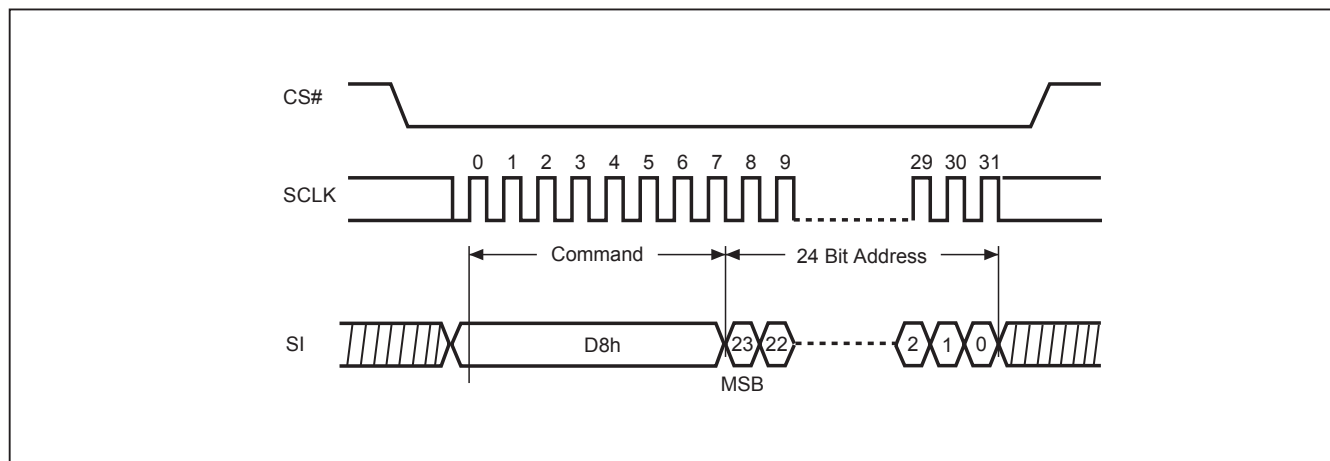 CS#
0 1 2 3 4 5 6 7 8 9 29 30 31
SCLK
Command 24 Bit Address
SI D8h 23 22 2 1 0
MSB